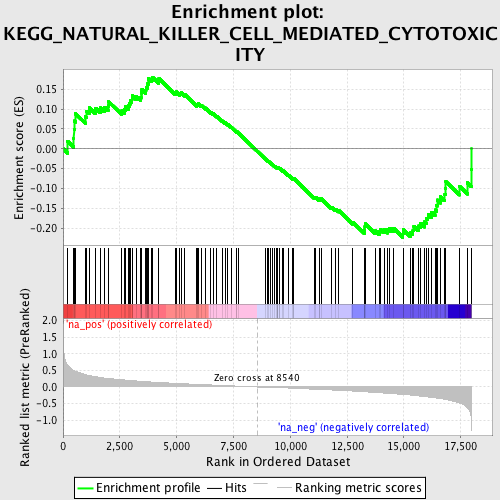 Enrichment plot:
KEGG_NATURAL_KILLER_CELL_MEDIATED_CYTOTOXIC
ITY
Enrichment score (ES)
0.15
0.10
0.05
0.00
-0.05
-0.10
-0.15
-0.20
'na_pos' (positively correlated)
Ranked list metric (PreRanked)
2.0
1.5
1.0
0.5
0.0
-0.5
-1.0
Zero cross at 8540
'na_neg' (negatively correlated)
0
2,500
5,000
7,500
10,000
12,500
15,000
17,500
Rank in Ordered Dataset
Enrichment profile
Hits
Ranking metric scores